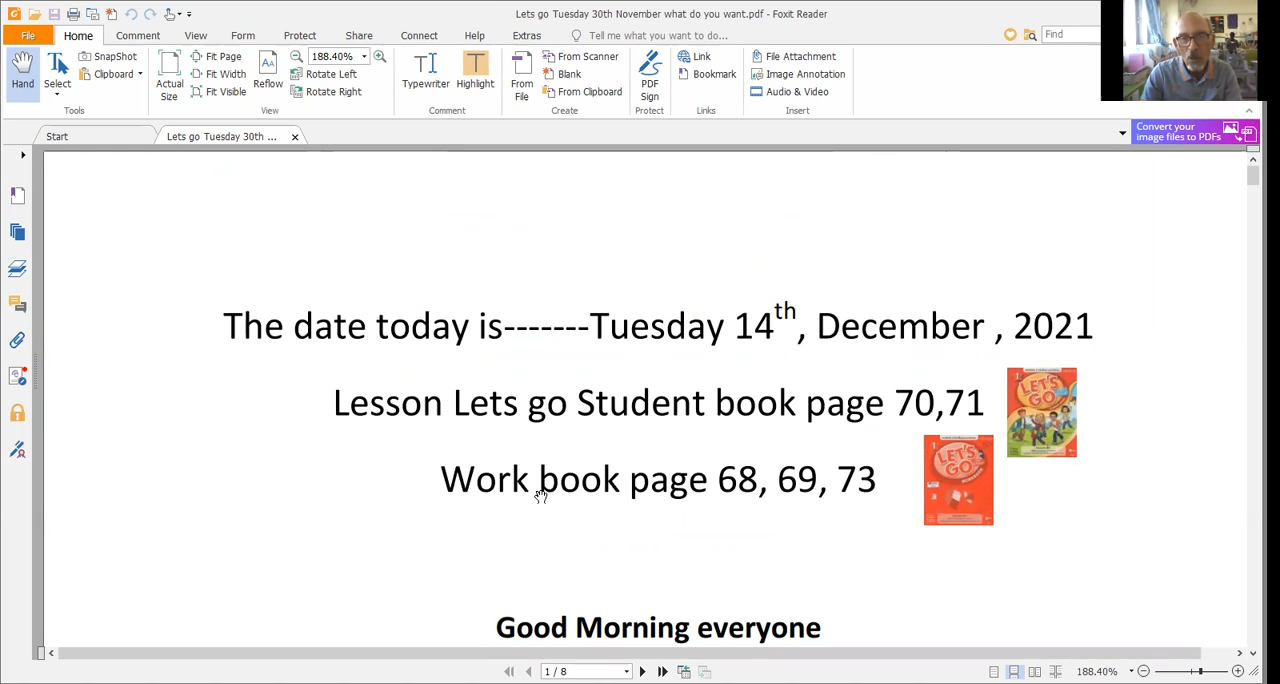 Lets go Tuesday 30th November what do you want.pdf - Foxit Reader
File Home Comment View Form Protect Share Connect Help Extras Tell me what you want to do... Find
Hand Select SnapShot Clipboard Actual Size Fit Page Fit Width Fit Visible Reflow 188.40% Rotate Left Rotate Right Typewriter Highlight From File From Scanner Blank From Clipboard PDF Sign Link Bookmark File Attachment Image Annotation Audio & Video
Tools View Comment Create Protect Links Insert
Start Lets go Tuesday 30th ... Convert your
image files to PDFs
The date today is-------Tuesday 14th, December , 2021
Lesson Lets go Student book page 70,71
LET'S GO
Work book page 68, 69, 73
LET'S GO
Good Morning everyone
1 / 8 188.40%